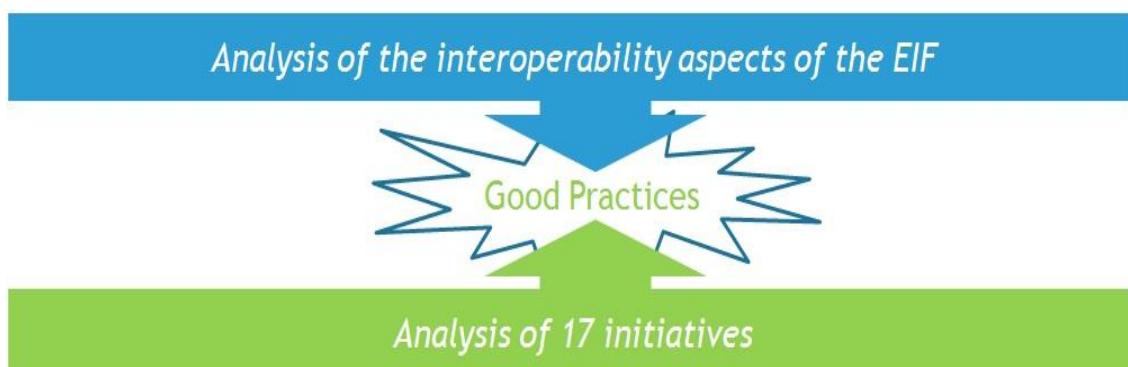 Analysis of the interoperability aspects of the EIF
Good Practices
Analysis of 17 initiatives